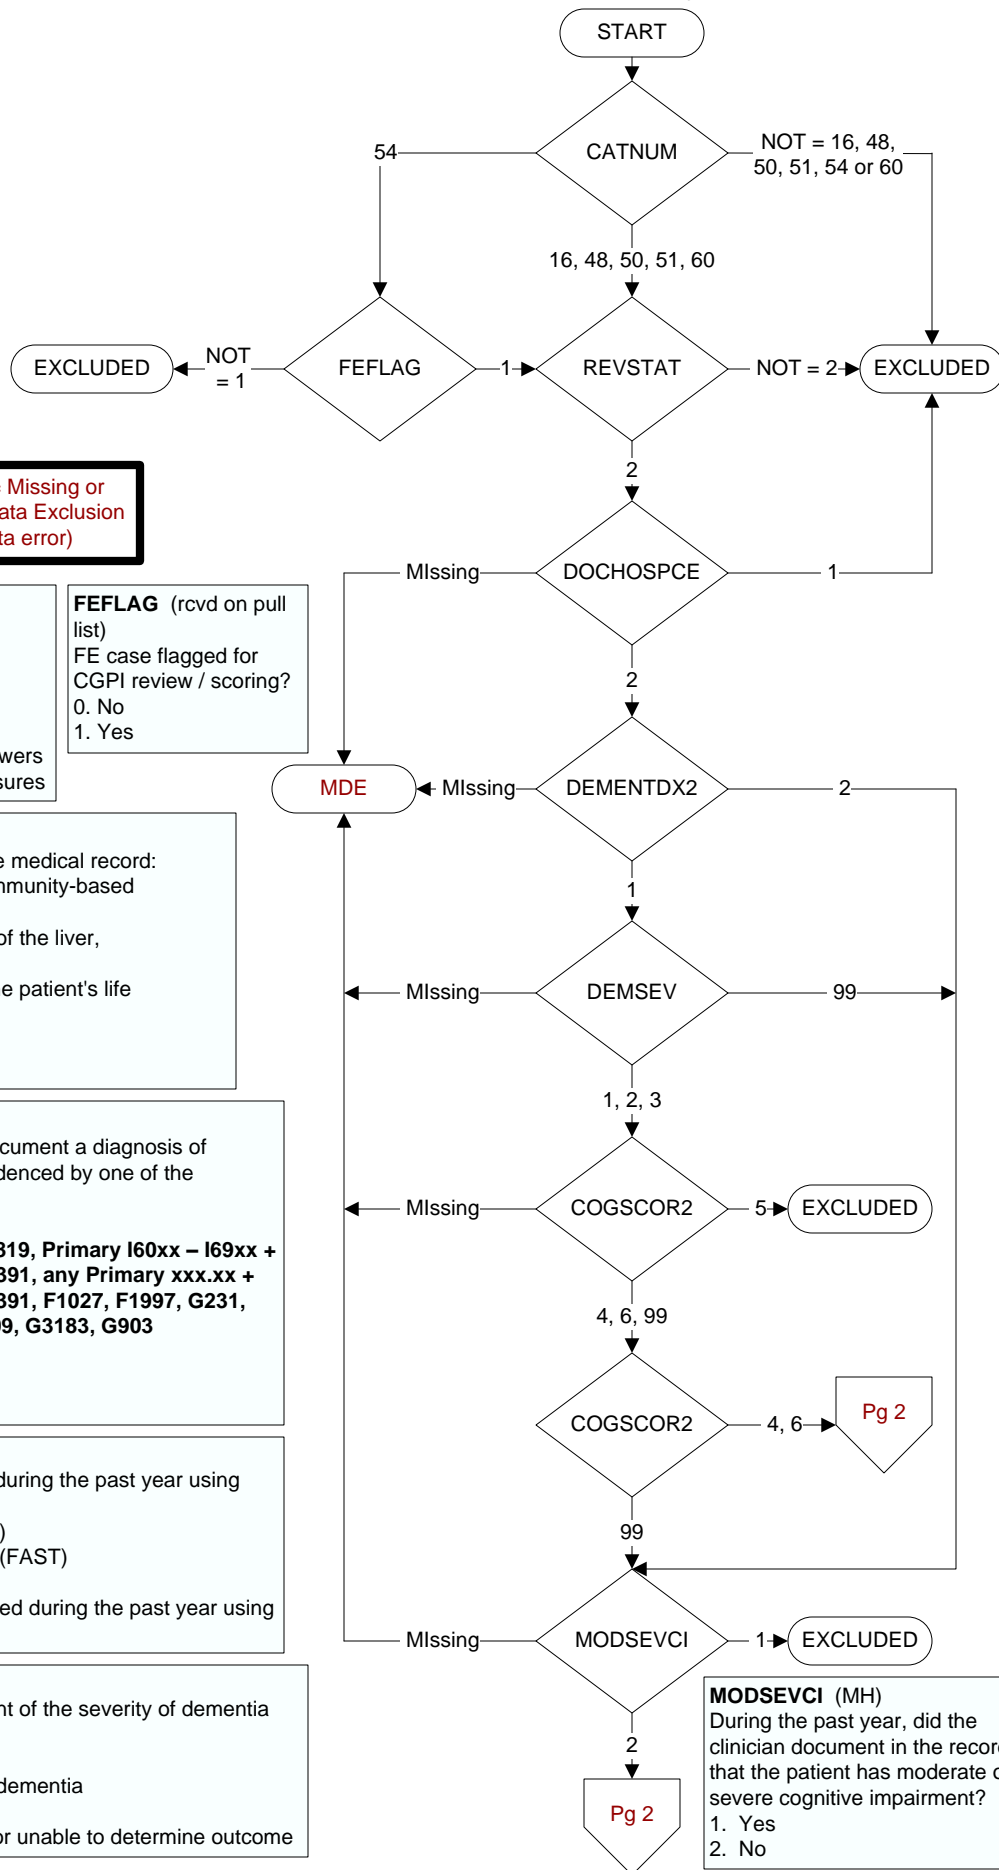 START
CATNUM
54
NOT = 16, 48,
50, 51, 54 or 60
16, 48, 50, 51, 60
EXCLUDED
NOT
= 1
FEFLAG
1
REVSTAT
NOT = 2
EXCLUDED
2
Missing or
ata Exclusion
ta error)
DOCHOSPCE
MIssing
1
2
FEFLAG (rcvd on pull
list)
FE case flagged for
CGPI review / scoring?
0. No
1. Yes
wers
sures
MDE
MIssing
DEMENTDX2
2
1
e medical record:
mmunity-based
of the liver,
ne patient's life
MIssing
DEMSEV
99
1, 2, 3
ocument a diagnosis of
idenced by one of the
319, Primary I60xx – I69xx +
391, any Primary xxx.xx +
391, F1027, F1997, G231,
99, G3183, G903
MIssing
COGSCOR2
5
EXCLUDED
4, 6, 99
COGSCOR2
4, 6
Pg 2
99
during the past year using
)
(FAST)
ed during the past year using
MIssing
MODSEVCI
1
EXCLUDED
2
Pg 2
nt of the severity of dementia
dementia
or unable to determine outcome
MODSEVCI (MH)
During the past year, did the
clinician document in the recor
that the patient has moderate o
severe cognitive impairment?
1. Yes
2. No